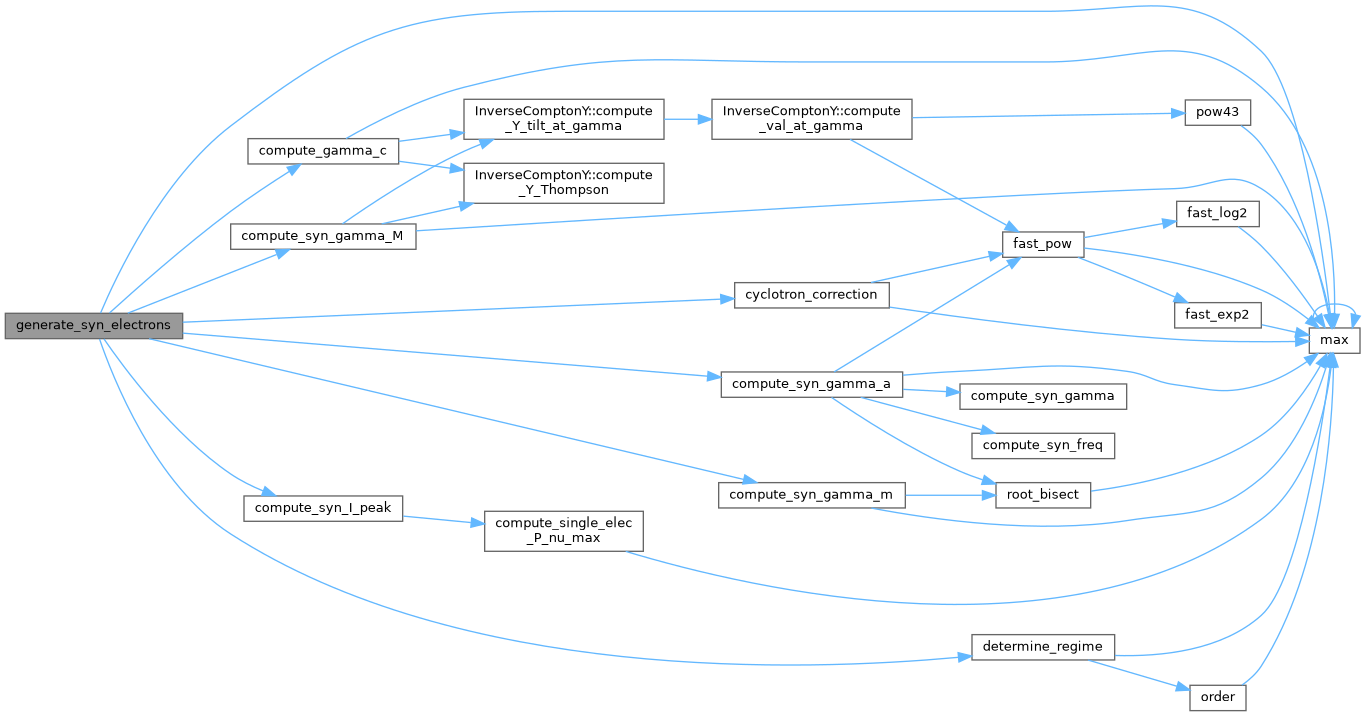 generate_syn_electrons
compute_gamma_c
compute_syn_gamma_M
InverseComptonY::compute
_Y_tilt_at_gamma
InverseComptonY::compute
_Y_Thompson
InverseComptonY::compute
_val_at_gamma
pow43
fast_pow
fast_log2
fast_exp2
max
cyclotron_correction
compute_syn_gamma_a
compute_syn_gamma
compute_syn_freq
compute_syn_gamma_m
root_bisect
compute_syn_I_peak
compute_single_elec
_P_nu_max
determine_regime
order